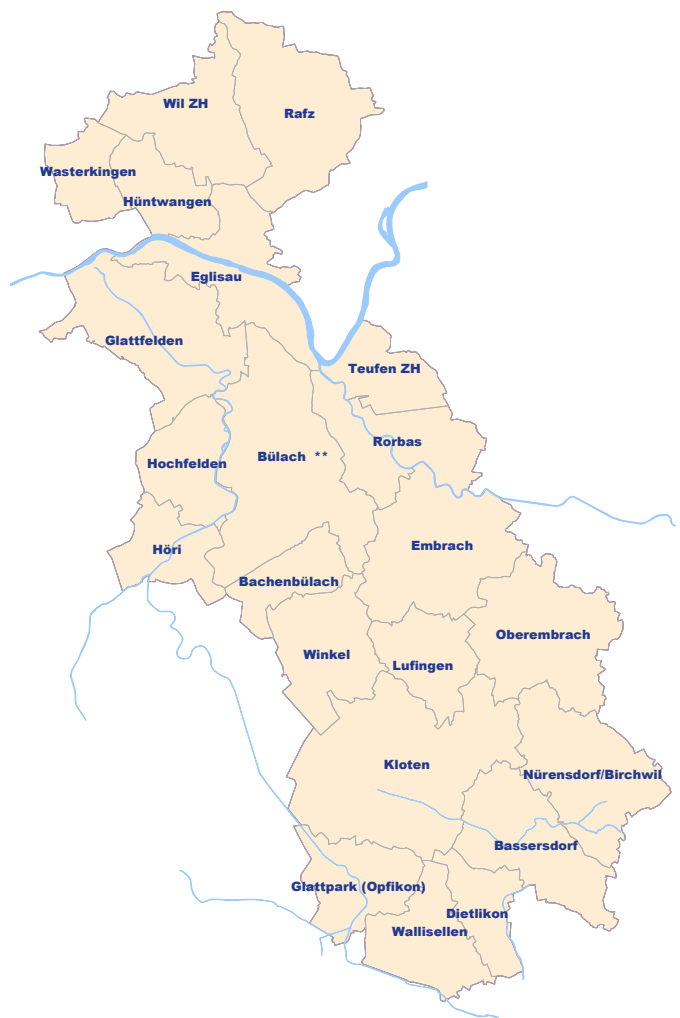 Wil ZH
Rafz
Wasterkingen
Hüntwangen
Eglisau
Glattfelden
Teufen ZH
Rorbas
Bülach **
Hochfelden
Embrach
Höri
Bachenbülach
Oberembrach
Winkel
Lufingen
Kloten
Nürensdorf/Birchwil
Bassersdorf
Glattpark (Opfikon)
Dietlikon
Wallisellen